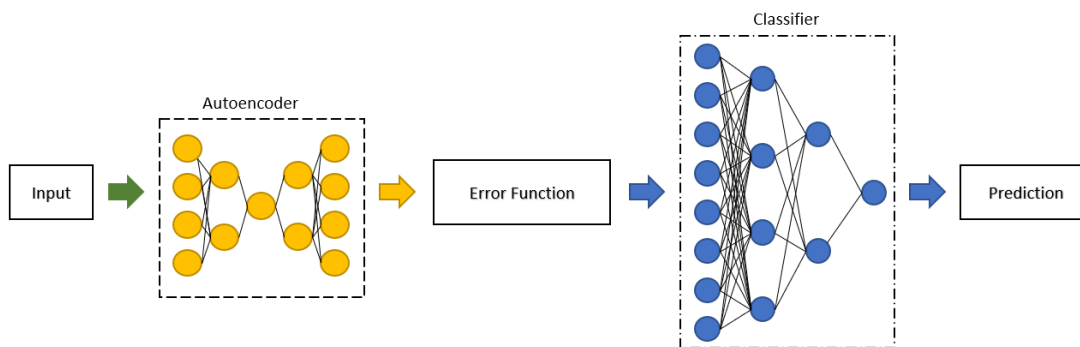 Classifier
Autoencoder
Input
Error Function
Prediction